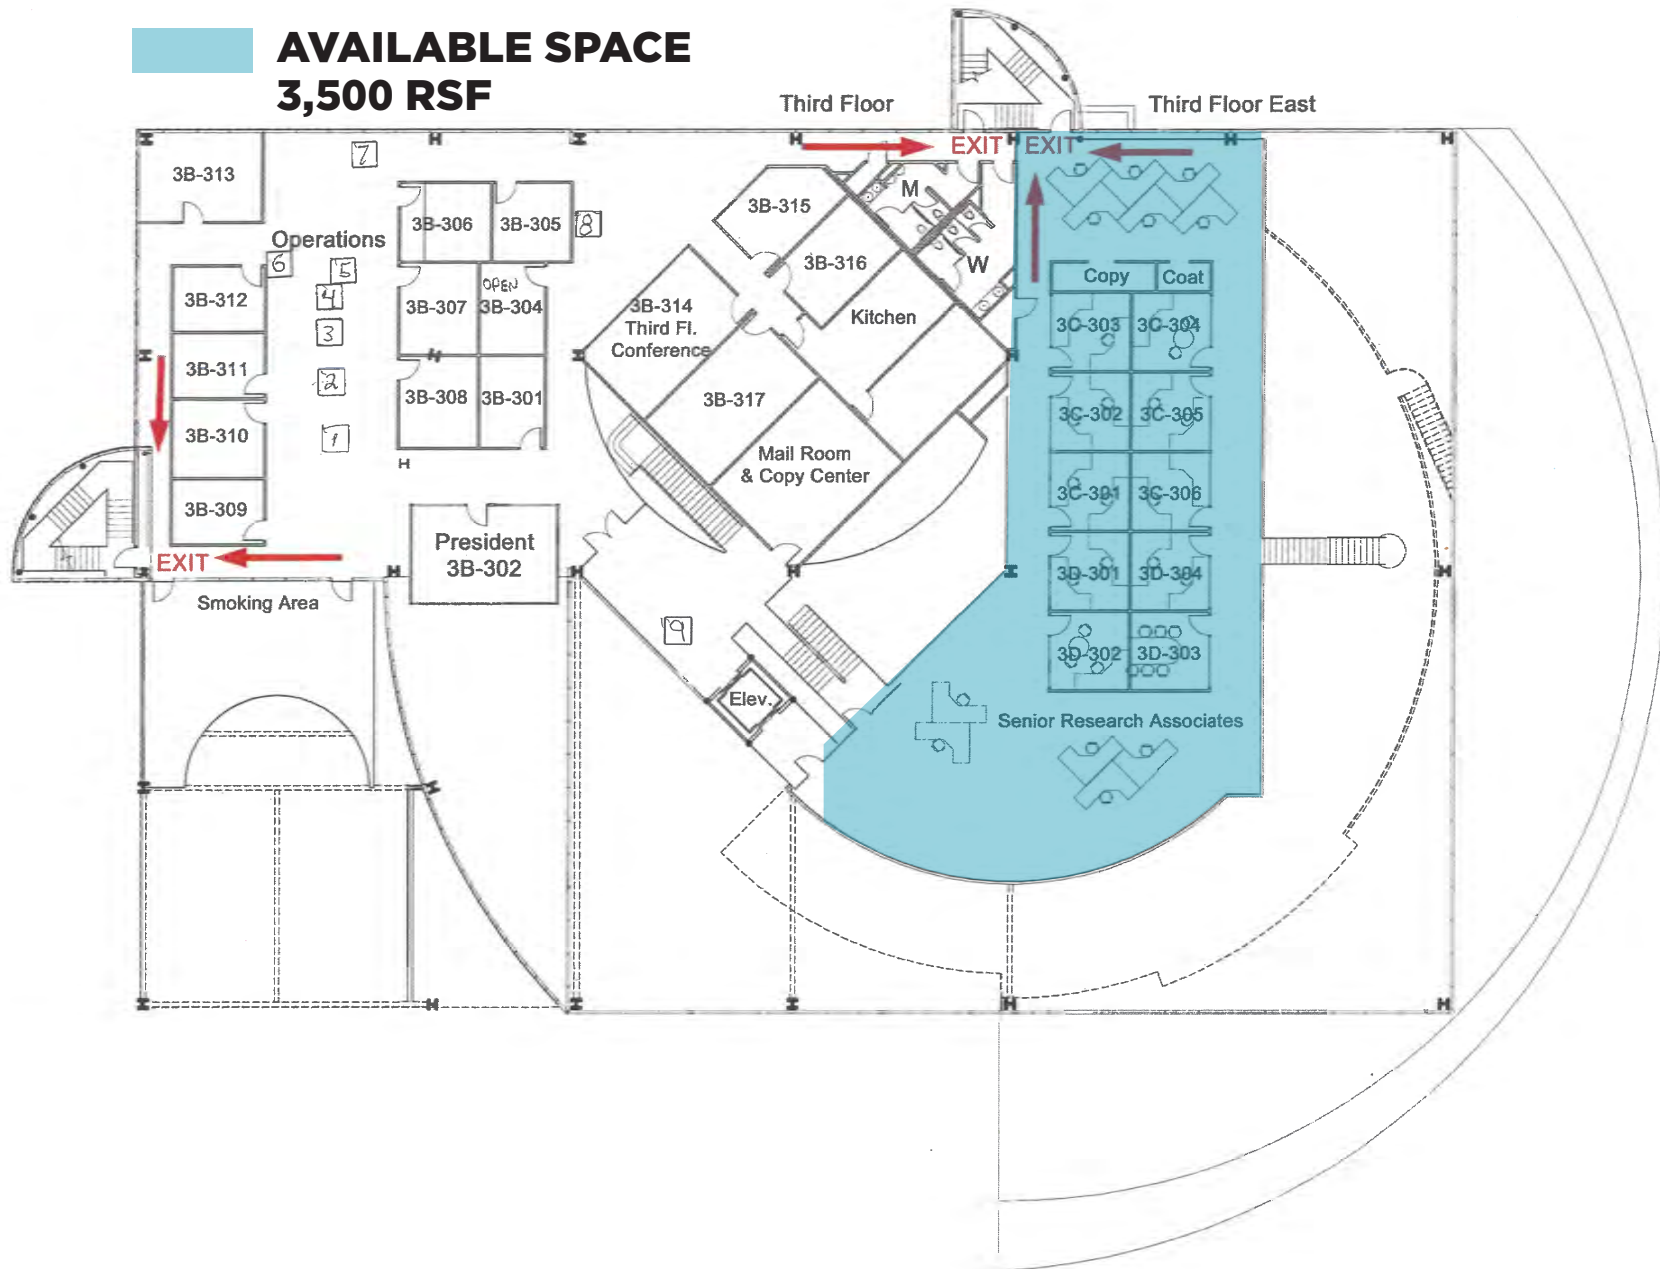 AVAILABLE SPACE
3,500 RSF
Third Floor
Third Floor East
EXIT
EXIT
3B-313
7
3B-306
3B-305
8
Operations
6
5
4
3
2
1
3B-312
3B-311
3B-310
3B-309
3B-307
OPEN
3B-304
3B-308
3B-301
EXIT
Smoking Area
President
3B-302
3B-315
3B-316
M
W
3B-314
Third Fl.
Conference
Kitchen
3B-317
Mail Room
& Copy Center
9
Elev.
Copy
Coat
3C-303
3C-304
3C-302
3C-305
3C-301
3C-306
3D-301
3D-304
3D-302
3D-303
Senior Research Associates